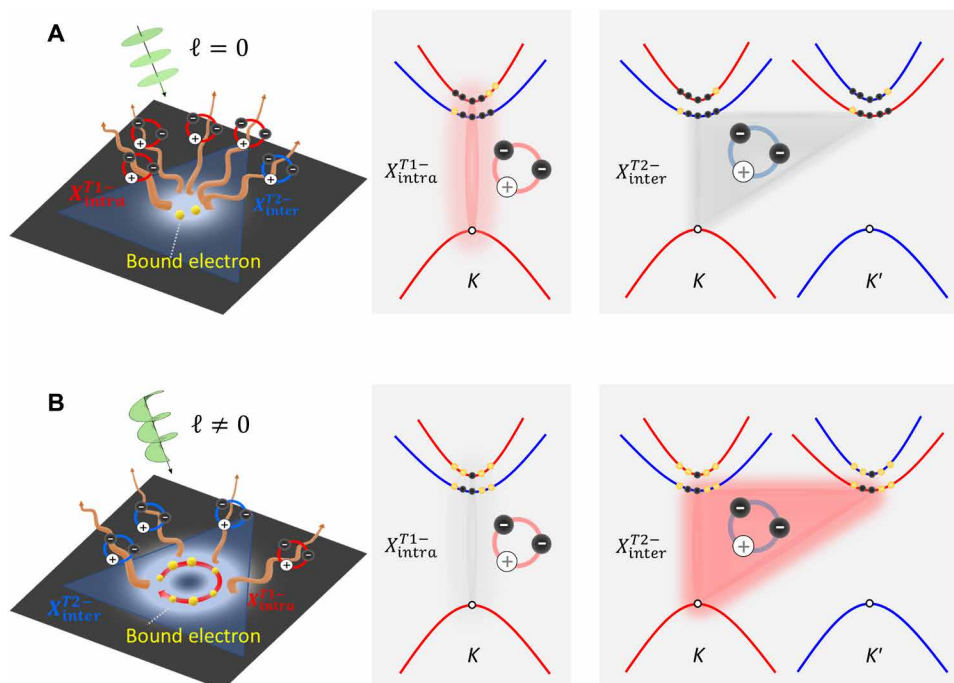 A
ℓ = 0
X^{T1−}_{intra}
X^{T2−}_{inter}
Bound electron
X^{T1−}_{intra}
K
X^{T2−}_{inter}
K
K'
B
ℓ ≠ 0
X^{T2−}_{inter}
X^{T1−}_{intra}
Bound electron
X^{T1−}_{intra}
K
X^{T2−}_{inter}
K
K'